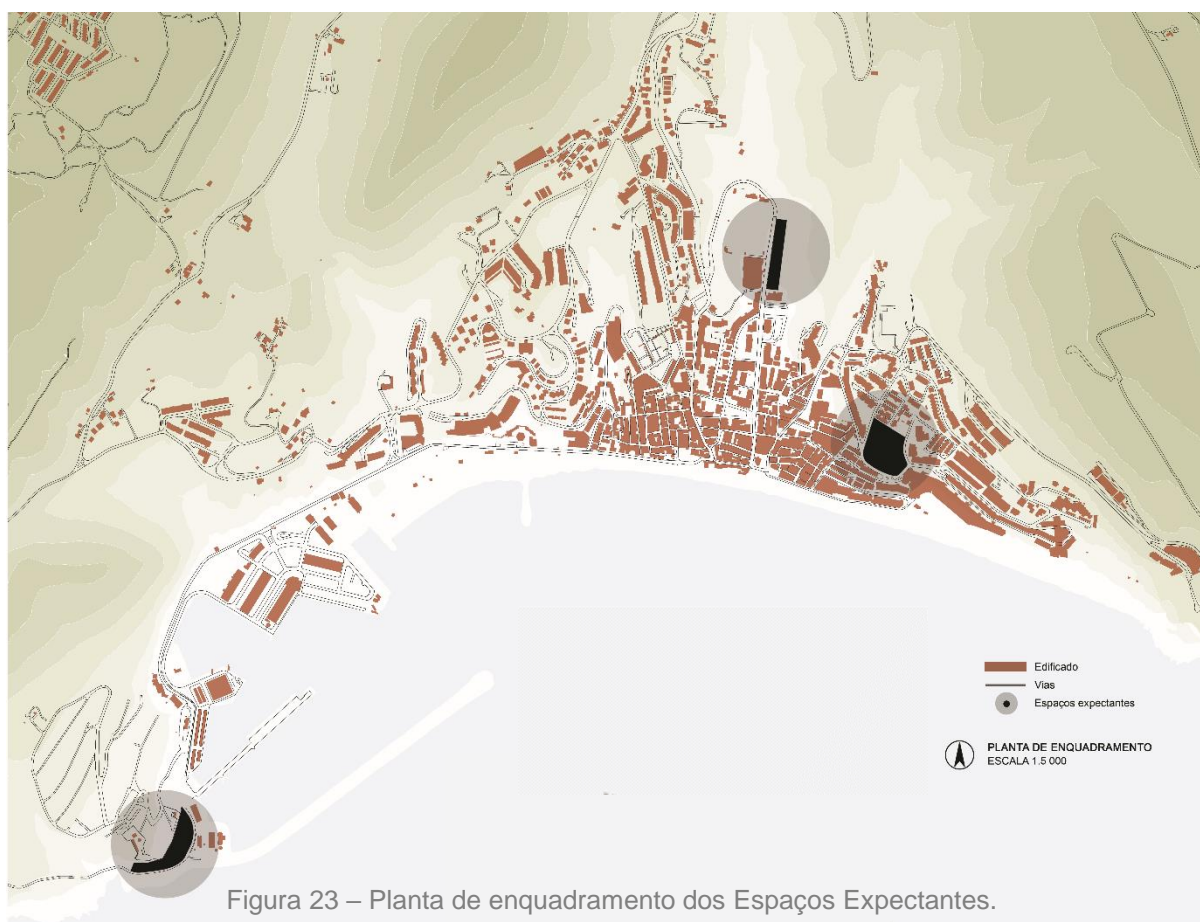 Edificado
Vias
Espaços expectantes
PLANTA DE ENQUADRAMENTO
ESCALA 1.5 000
Figura 23 – Planta de enquadramento dos Espaços Expectantes.